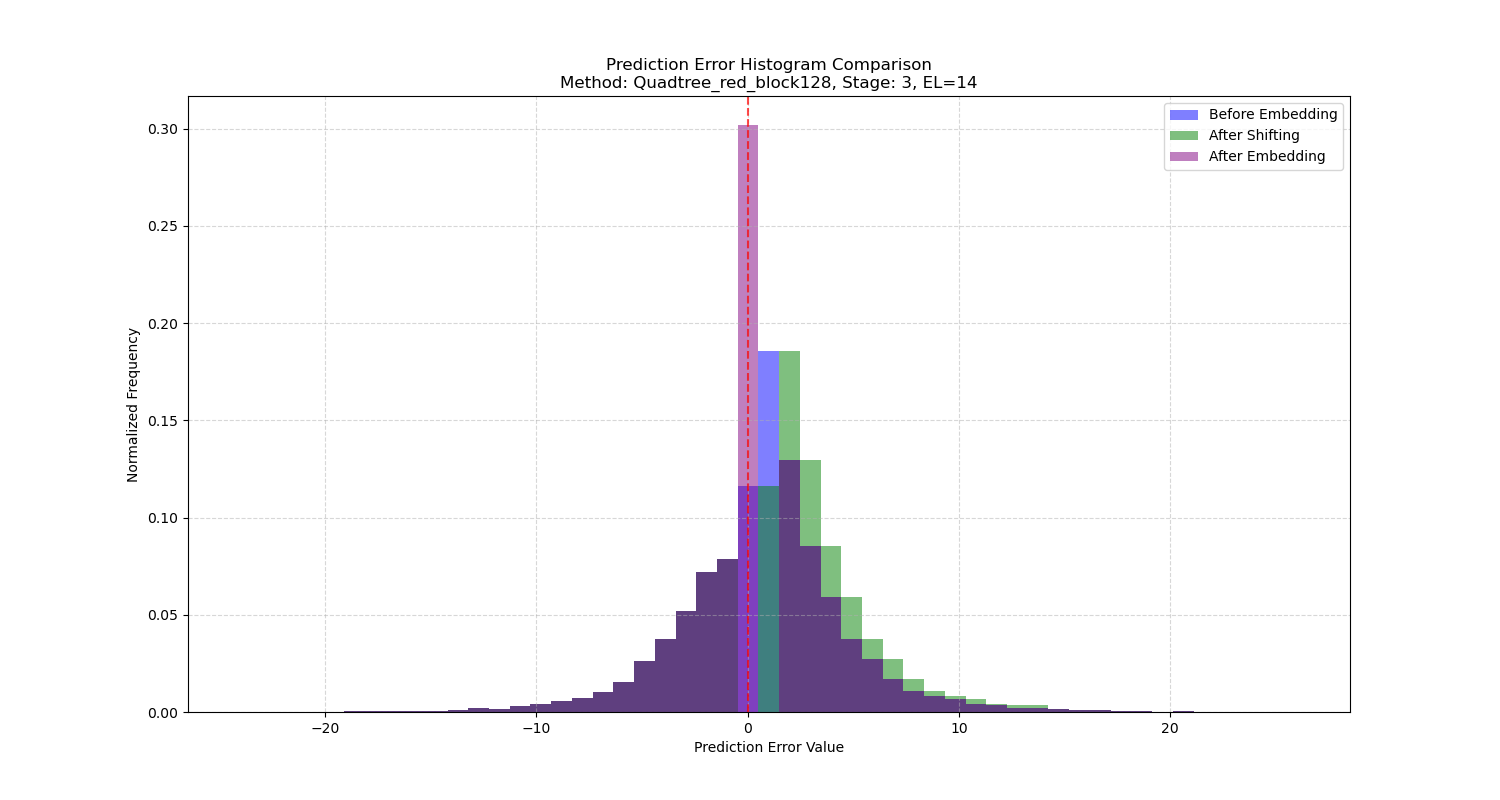 Prediction Error Histogram Comparison
Method: Quadtree_red_block128, Stage: 3, EL=14
Before Embedding
After Shifting
After Embedding
Normalized Frequency
0.30
0.25
0.20
0.15
0.10
0.05
0.00
−20
−10
0
10
20
Prediction Error Value